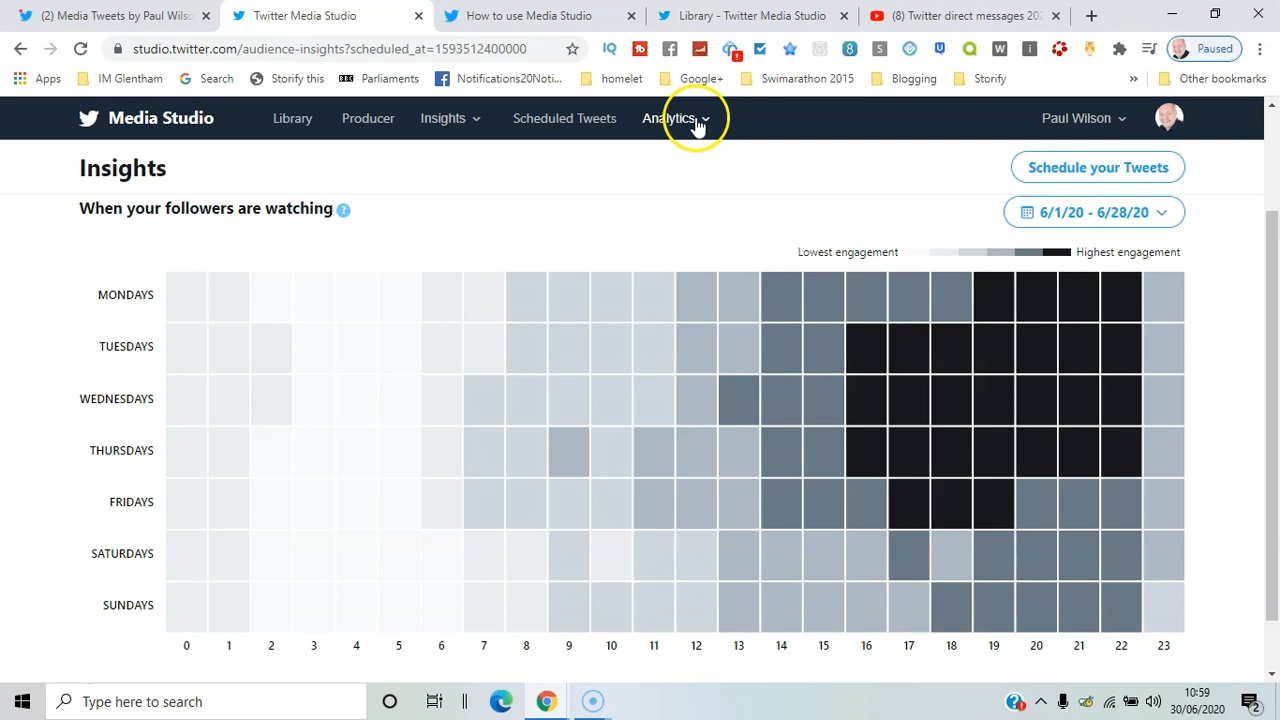 (2) Media Tweets by Paul Wilso
Twitter Media Studio
How to use Media Studio
Library - Twitter Media Studio
(8) Twitter direct messages 202
studio.twitter.com/audience-insights?scheduled_at=1593512400000
Paused
Apps
IM Glentham
Search
Storify this
Parliaments
Notifications20Noti...
homelet
Google+
Swimarathon 2015
Blogging
Storify
»
Other bookmarks
Media Studio
Library
Producer
Insights
Scheduled Tweets
Analytics
Paul Wilson
Insights
Schedule your Tweets
When your followers are watching ?
6/1/20 - 6/28/20
Lowest engagement
Highest engagement
MONDAYS
TUESDAYS
WEDNESDAYS
THURSDAYS
FRIDAYS
SATURDAYS
SUNDAYS
0 1 2 3 4 5 6 7 8 9 10 11 12 13 14 15 16 17 18 19 20 21 22 23
Type here to search
10:59
30/06/2020
2